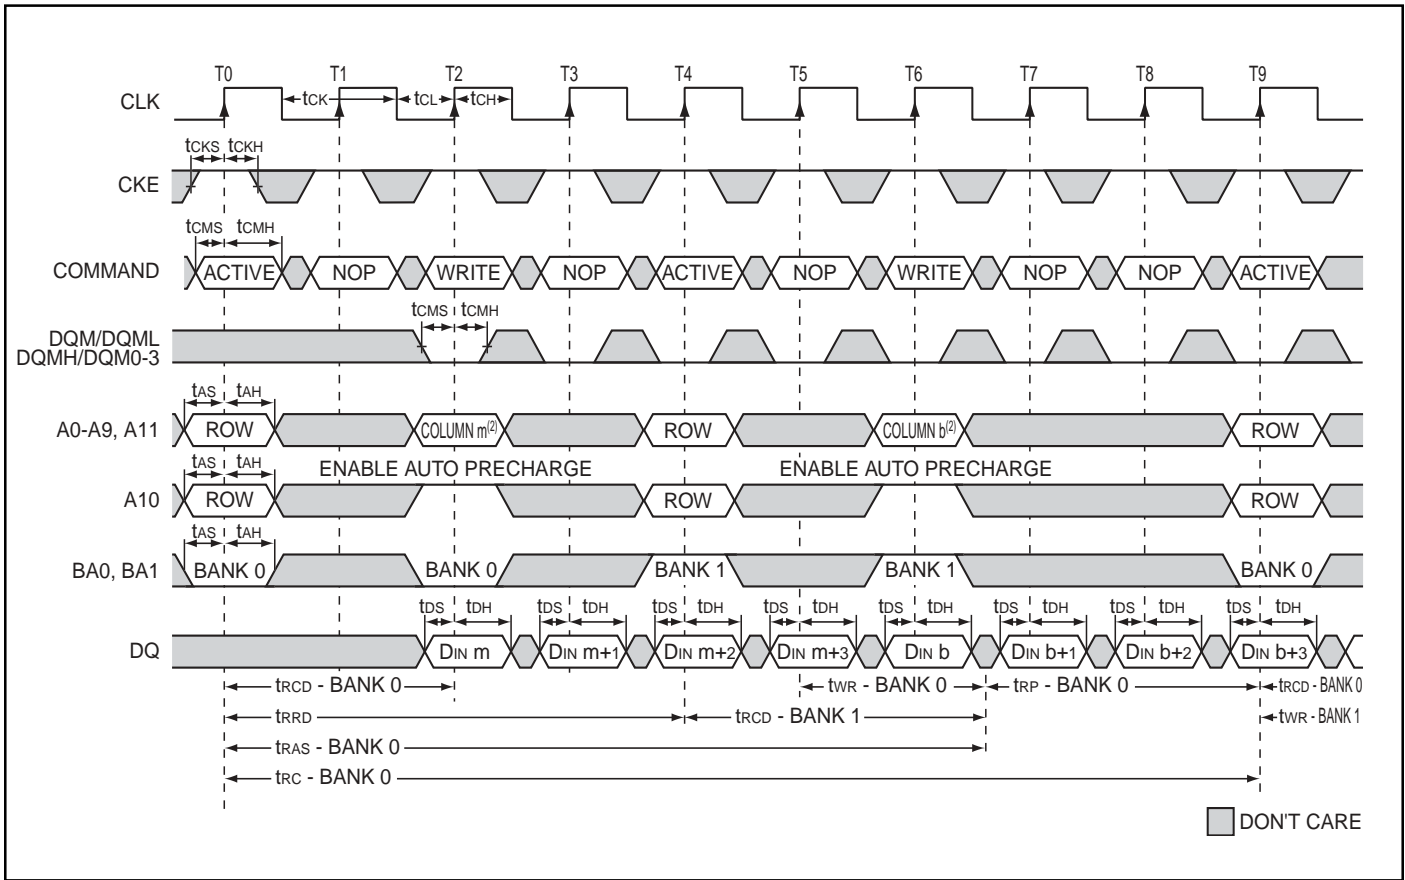 T0 T1 T2 T3 T4 T5 T6 T7 T8 T9
CLK tCK tCL tCH
tCKS tCKH
CKE
tCMS tCMH
COMMAND ACTIVE NOP WRITE NOP ACTIVE NOP WRITE NOP NOP ACTIVE
tCMS tCMH
DQM/DQML
DQMH/DQM0-3
tAS tAH
A0-A9, A11 ROW COLUMN m(2) ROW COLUMN b(2) ROW
tAS tAH ENABLE AUTO PRECHARGE ENABLE AUTO PRECHARGE
A10 ROW ROW ROW
tAS tAH
BA0, BA1 BANK 0 BANK 0 BANK 1 BANK 1 BANK 0
tDS tDH tDS tDH tDS tDH tDS tDH tDS tDH tDS tDH tDS tDH tDS tDH
DQ DIN m DIN m+1 DIN m+2 DIN m+3 DIN b DIN b+1 DIN b+2 DIN b+3
tRCD - BANK 0 tWR - BANK 0 tRP - BANK 0 tRCD - BANK 0
tRRD tRCD - BANK 1 tWR - BANK 1
tRAS - BANK 0
tRC - BANK 0
DON'T CARE